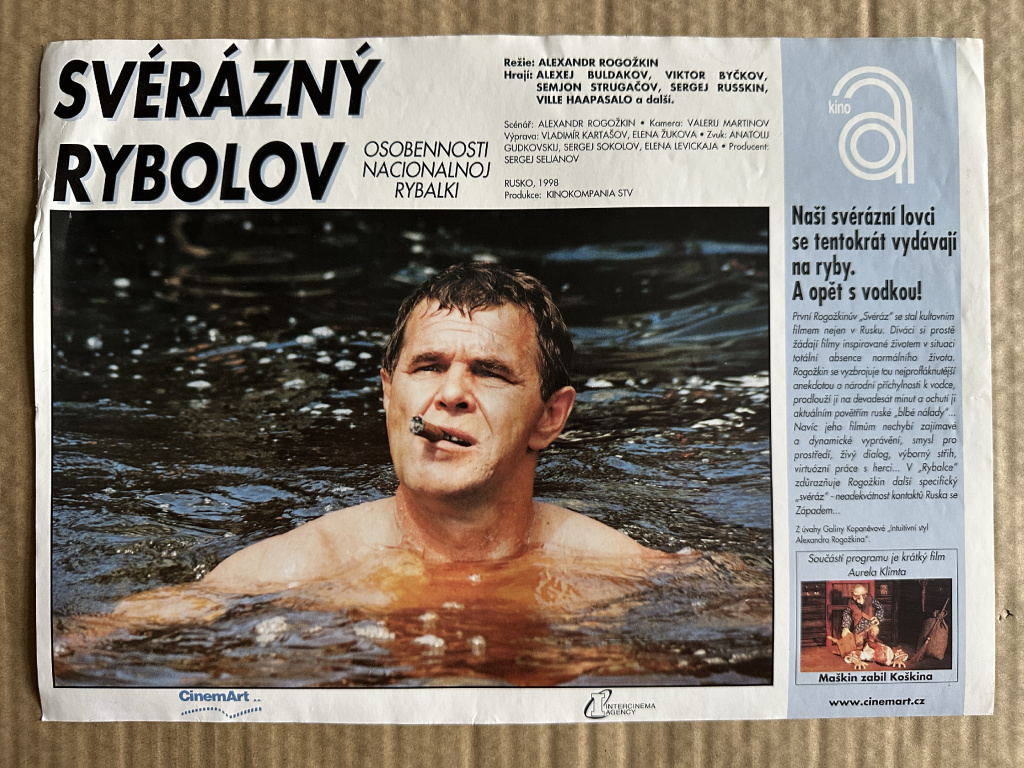 SVÉRÁZNÝ
RYBOLOV
OSOBENNOSTI
NACIONALNOJ
RYBALKI
Režie: ALEXANDR ROGOŽKIN
Hrají: ALEXEJ BULDAKOV, VIKTOR BYČKOV,
SEMJON STRUGAČOV, SERGEJ RUSSKIN,
VILLE HAAPASALO a další.
Scénář: ALEXANDR ROGOŽKIN • Kamera: VALERIJ MARTINOV
Výprava: VLADIMÍR KARTAŠOV, ELENA ŽUKOVA • Zvuk: ANATOLIJ
GUDKOVSKIJ, SERGEJ SOKOLOV, ELENA LEVICKAJA • Producent:
SERGEJ SELJANOV
RUSKO, 1998
Produkce: KINOKOMPANIA STV
kino
a
Naši svérázní lovci
se tentokrát vydávají
na ryby.
A opět s vodkou!
První Rogožkinův „Svéráz" se stal kultovním
filmem nejen v Rusku. Diváci si prostě
žádají filmy inspirované životem v situaci
totální absence normálního života.
Rogožkin se vyzbrojuje tou nejprofláknutější
anekdotou o národní příchylnosti k vodce,
prodlouží ji na devadesát minut a ochutí ji
aktuálním povětřím ruské „blbé nálady"...
Navíc jeho filmům nechybí zajímavé
a dynamické vyprávění, smysl pro
prostředí, živý dialog, výborný střih,
virtuózní práce s herci... V „Rybolce"
zdůrazňuje Rogožkin další specifický
„svéráz" - neadekvátnost kontaktů Ruska se
Západem...
Z úvahy Galiny Kopaněvové „Intuitivní styl
Alexandra Rogožkina".
Součástí programu je krátký film
Aurela Klimta
Maškin zabil Koškina
www.cinemart.cz
CinemArt
INTERCINEMA
AGENCY